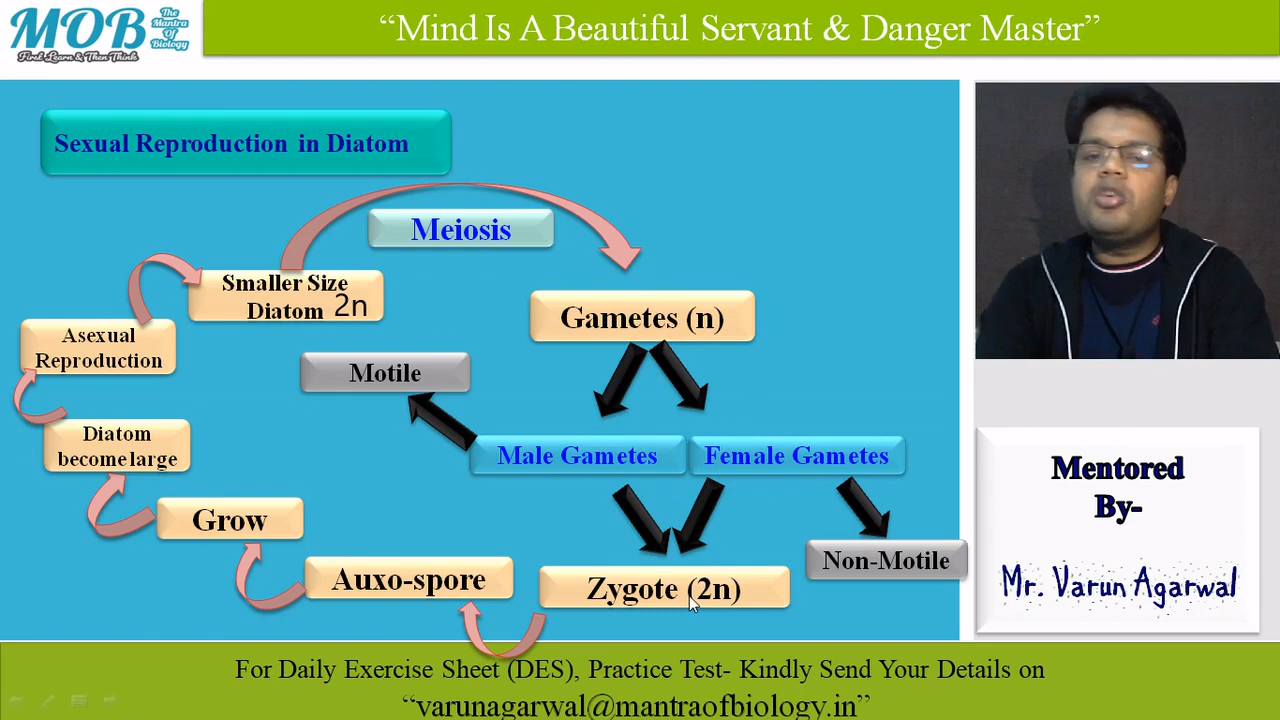 MOB
The
Mantra
Of
Biology
First Learn & Then Think
“Mind Is A Beautiful Servant & Danger Master”
Sexual Reproduction in Diatom
Meiosis
Smaller Size
Diatom 2n
Gametes (n)
Asexual
Reproduction
Motile
Diatom
become large
Male Gametes
Female Gametes
Grow
Non-Motile
Auxo-spore
Zygote (2n)
Mentored
By-
Mr. Varun Agarwal
For Daily Exercise Sheet (DES), Practice Test- Kindly Send Your Details on
“varunagarwal@mantraofbiology.in”